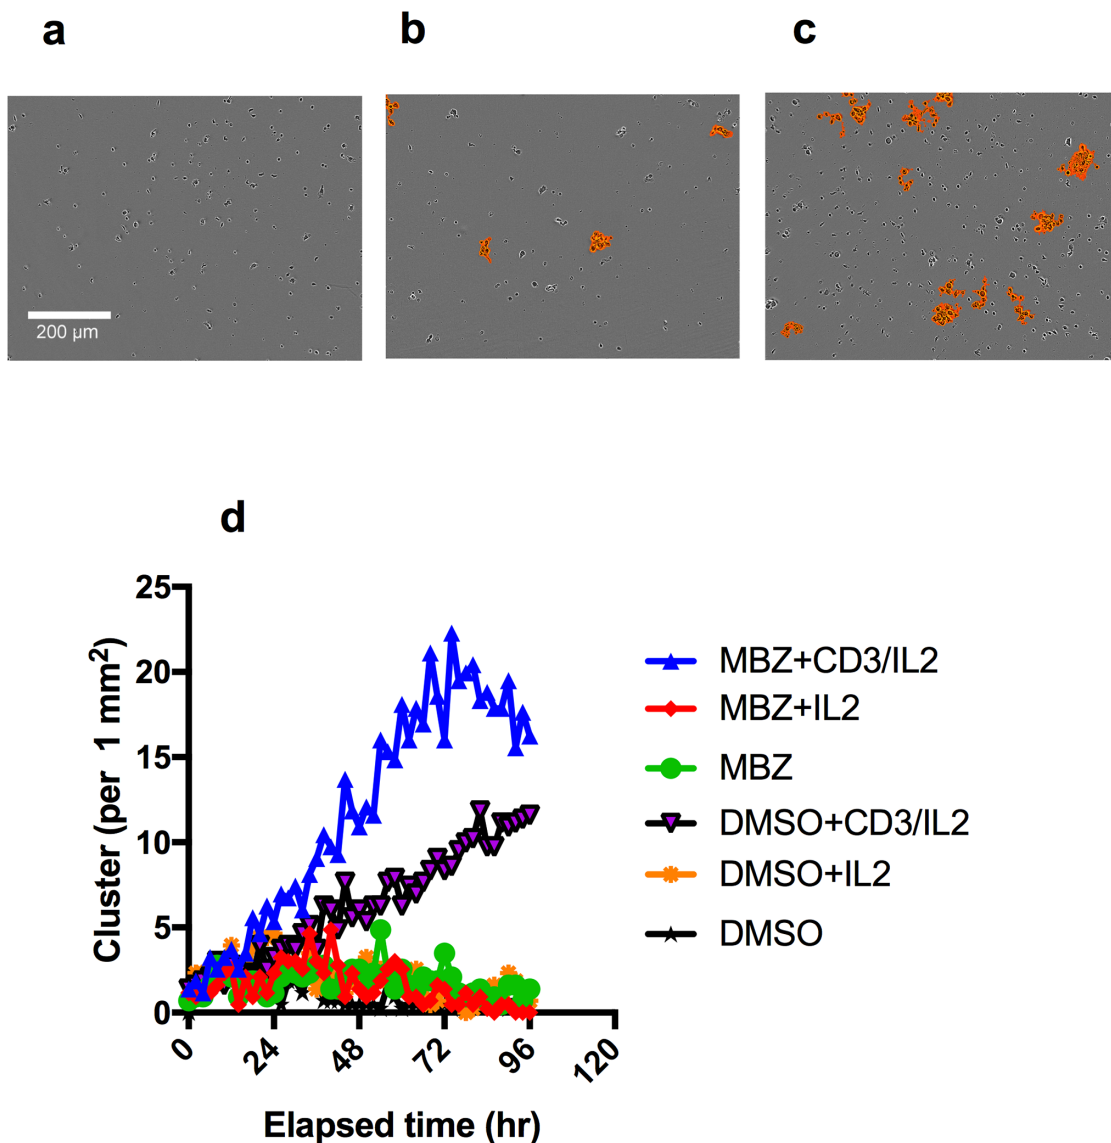 a
b
c
200 µm
d
25
20
15
10
5
0
Cluster (per 1 mm²)
0
24
48
72
96
120
Elapsed time (hr)
MBZ+CD3/IL2
MBZ+IL2
MBZ
DMSO+CD3/IL2
DMSO+IL2
DMSO